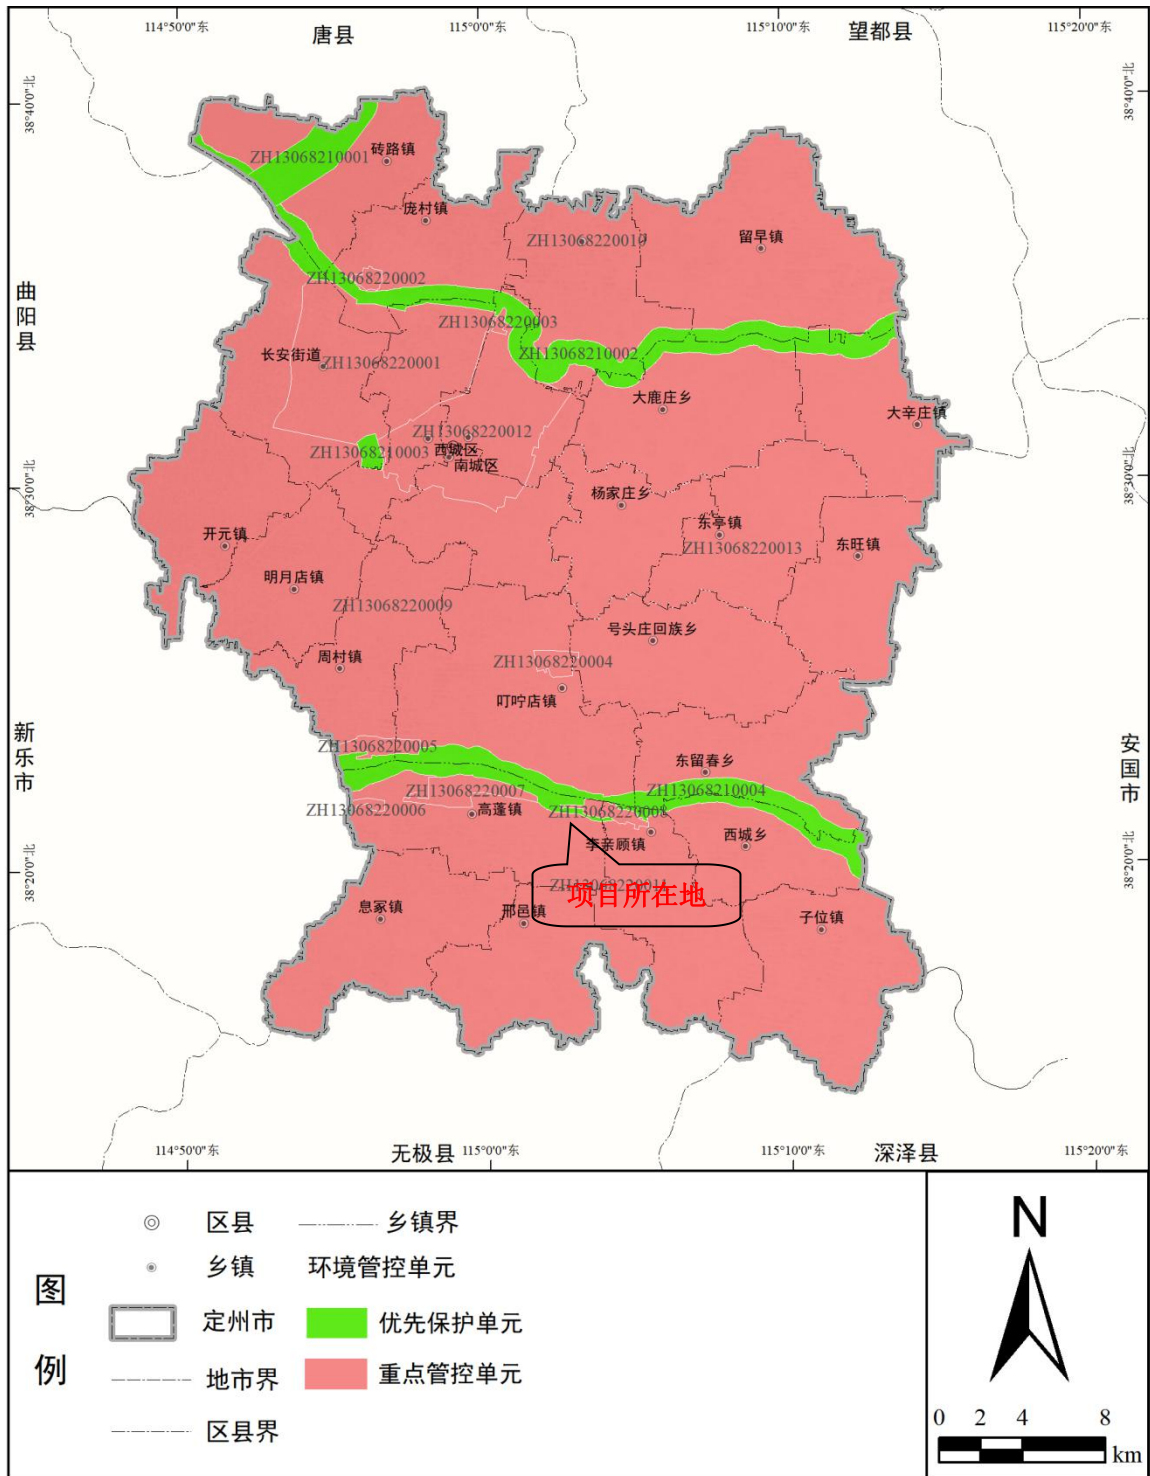 114°50'0"东
115°0'0"东
115°10'0"东
115°20'0"东
唐县
望都县
38°40'0"北
38°40'0"北
ZH13068210001
砖路镇
庞村镇
ZH13068220010
留早镇
ZH13068220002
曲阳县
ZH13068220003
长安街道
ZH13068220001
ZH13068210002
大鹿庄乡
大辛庄镇
ZH13068220012
ZH13068210003
西城区
南城区
38°30'0"北
38°30'0"北
杨家庄乡
东亭镇
开元镇
ZH13068220013
东旺镇
明月店镇
ZH13068220009
号头庄回族乡
周村镇
ZH13068220004
叮咛店镇
新乐市
安国市
ZH13068220005
东留春乡
ZH13068220007
ZH13068210004
ZH13068220006
高蓬镇
ZH13068220008
李亲顾镇
西城乡
38°20'0"北
38°20'0"北
ZH13068220011
项目所在地
息冢镇
邢邑镇
子位镇
114°50'0"东
无极县
115°0'0"东
115°10'0"东
深泽县
115°20'0"东
图例
区县
乡镇界
乡镇
环境管控单元
定州市
优先保护单元
地市界
重点管控单元
区县界
N
0 2 4 8
km